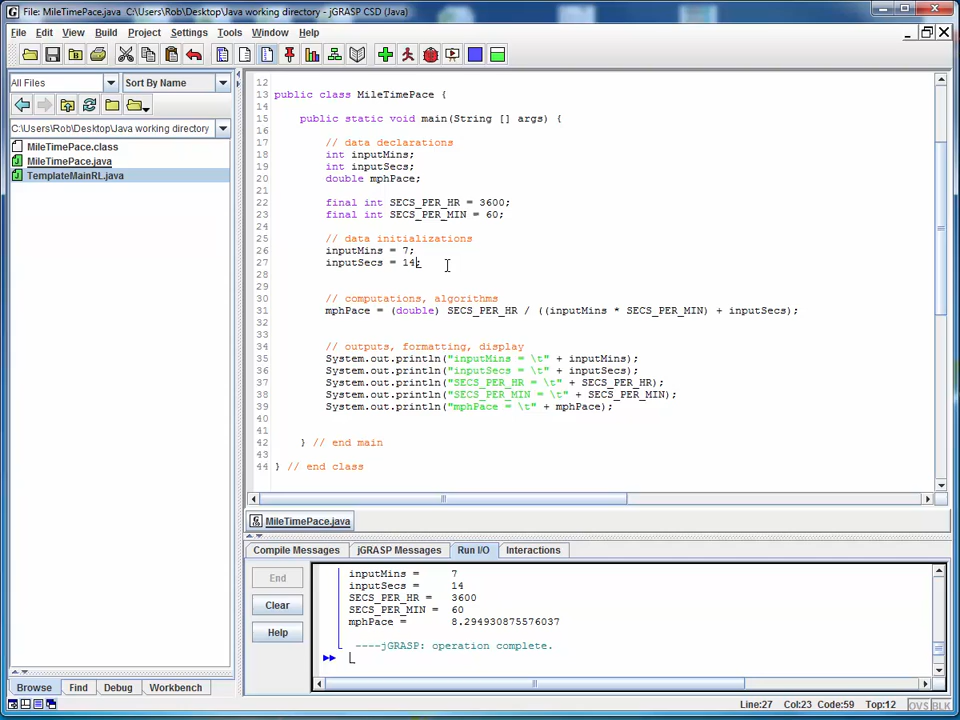 File: MileTimePace.java  C:\Users\Rob\Desktop\Java working directory - jGRASP CSD (Java)
File Edit View Build Project Settings Tools Window Help
All Files Sort By Name
C:\Users\Rob\Desktop\Java working directory
MileTimePace.class
MileTimePace.java
TemplateMainRL.java
Browse Find Debug Workbench
12
13 public class MileTimePace {
14
15 public static void main(String [] args) {
16
17 // data declarations
18 int inputMins;
19 int inputSecs;
20 double mphPace;
21
22 final int SECS_PER_HR = 3600;
23 final int SECS_PER_MIN = 60;
24
25 // data initializations
26 inputMins = 7;
27 inputSecs = 14;
28
29
30 // computations, algorithms
31 mphPace = (double) SECS_PER_HR / ((inputMins * SECS_PER_MIN) + inputSecs);
32
33
34 // outputs, formatting, display
35 System.out.println("inputMins = \t" + inputMins);
36 System.out.println("inputSecs = \t" + inputSecs);
37 System.out.println("SECS_PER_HR = \t" + SECS_PER_HR);
38 System.out.println("SECS_PER_MIN = \t" + SECS_PER_MIN);
39 System.out.println("mphPace = \t" + mphPace);
40
41
42 } // end main
43
44 } // end class
MileTimePace.java
Compile Messages jGRASP Messages Run I/O Interactions
End
Clear
Help
inputMins = 7
inputSecs = 14
SECS_PER_HR = 3600
SECS_PER_MIN = 60
mphPace = 8.294930875576037
----jGRASP: operation complete.
Line:27 Col:23 Code:59 Top:12 OVS BLK